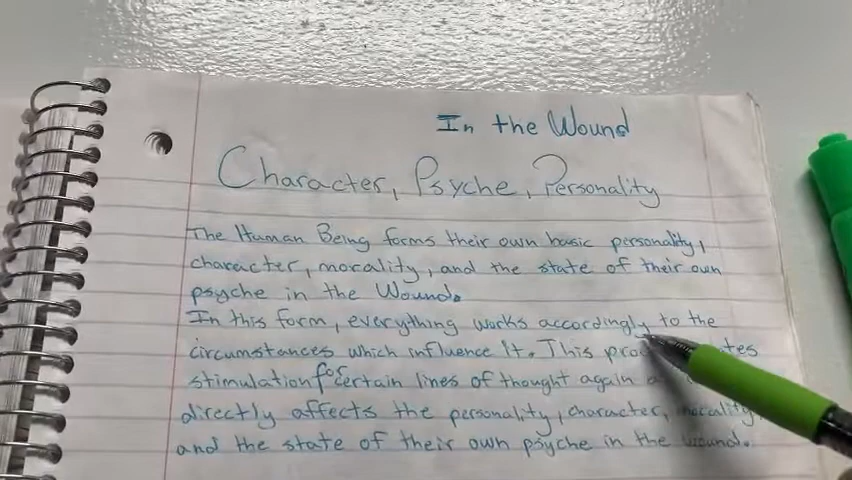 In the Wound
Character, Psyche, Personality
The Human Being forms their own basic personality,
character, morality, and the state of their own
psyche in the Wound.
In this form, everything works accordingly to the
circumstances which influence It. This
stimulation for certain lines of thought again
directly affects the personality, character, morality,
and the state of their own psyche in the wound.